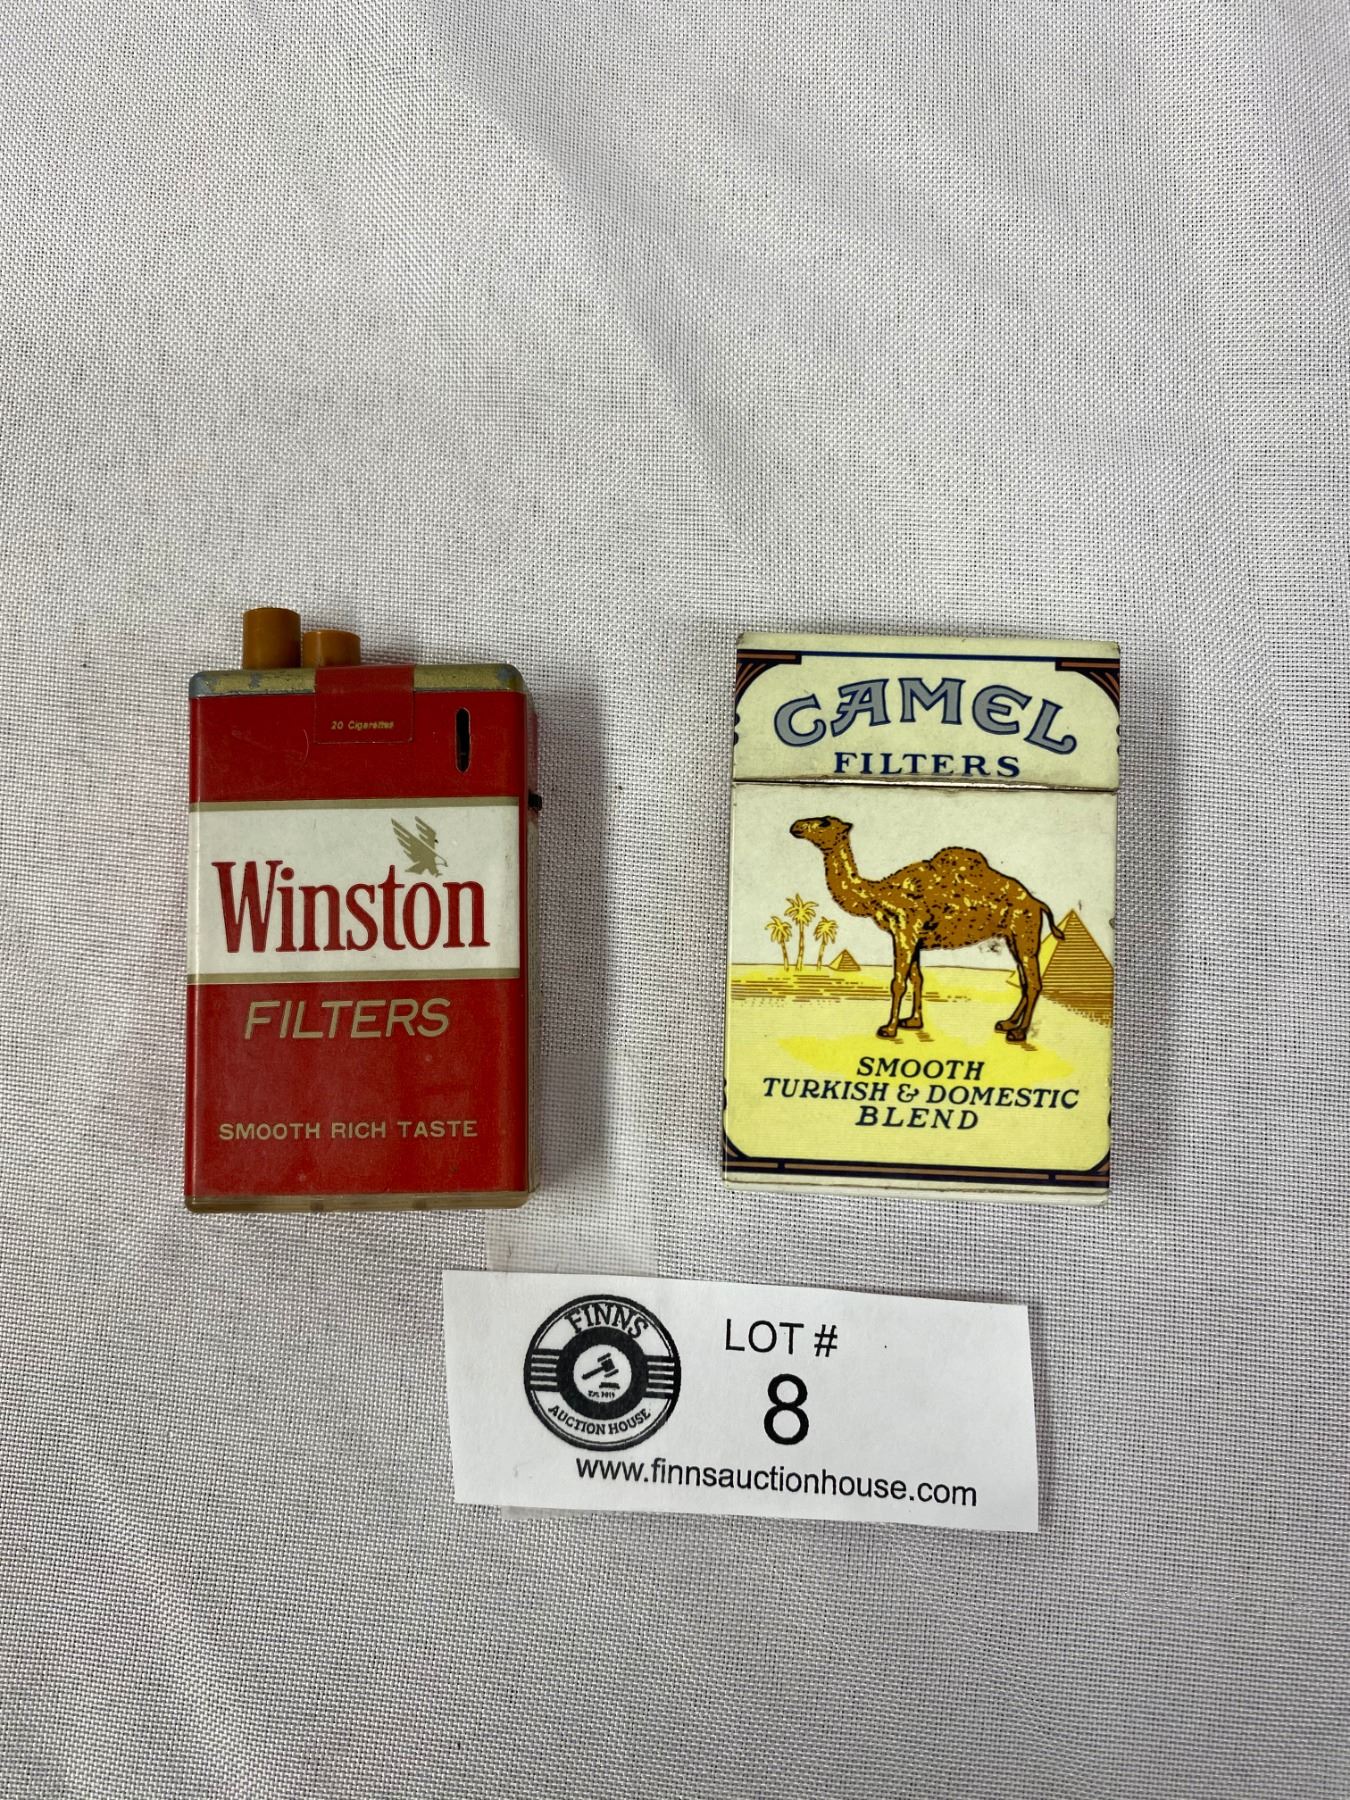 20 Cigarettes
Winston
FILTERS
SMOOTH RICH TASTE
CAMEL
FILTERS
SMOOTH
TURKISH & DOMESTIC
BLEND
FINNS
AUCTION HOUSE
LOT #
8
www.finnsauctionhouse.com